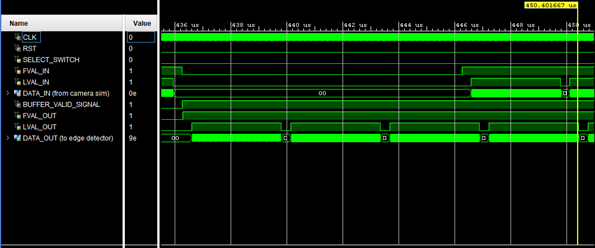 450.401667 us
Name Value
436 us 438 us 440 us 442 us 444 us 446 us 448 us 450
CLK 0
RST 0
SELECT_SWITCH 0
FVAL_IN 1
LVAL_IN 1
DATA_IN (from camera sim) 0e 00
BUFFER_VALID_SIGNAL 1
FVAL_OUT 1
LVAL_OUT 1
DATA_OUT (to edge detector) 9e 00